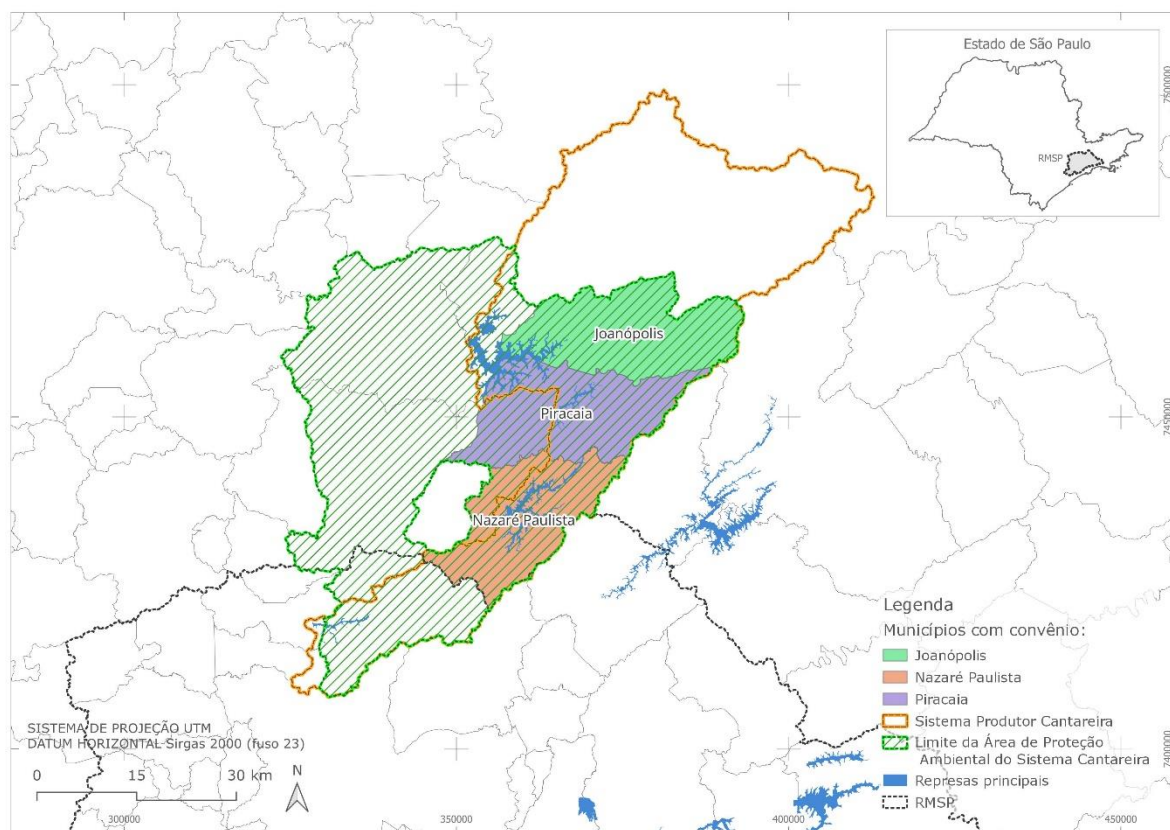 Estado de São Paulo
RMSP
7500000
Joanópolis
Piracaia
7450000
Nazaré Paulista
Legenda
Municípios com convênio:
Joanópolis
Nazaré Paulista
Piracaia
Sistema Produtor Cantareira
Limite da Área de Proteção
Ambiental do Sistema Cantareira
Represas principais
RMSP
7400000
SISTEMA DE PROJEÇÃO UTM
DATUM HORIZONTAL Sirgas 2000 (fuso 23)
0 15 30 km
N
300000 350000 400000 450000